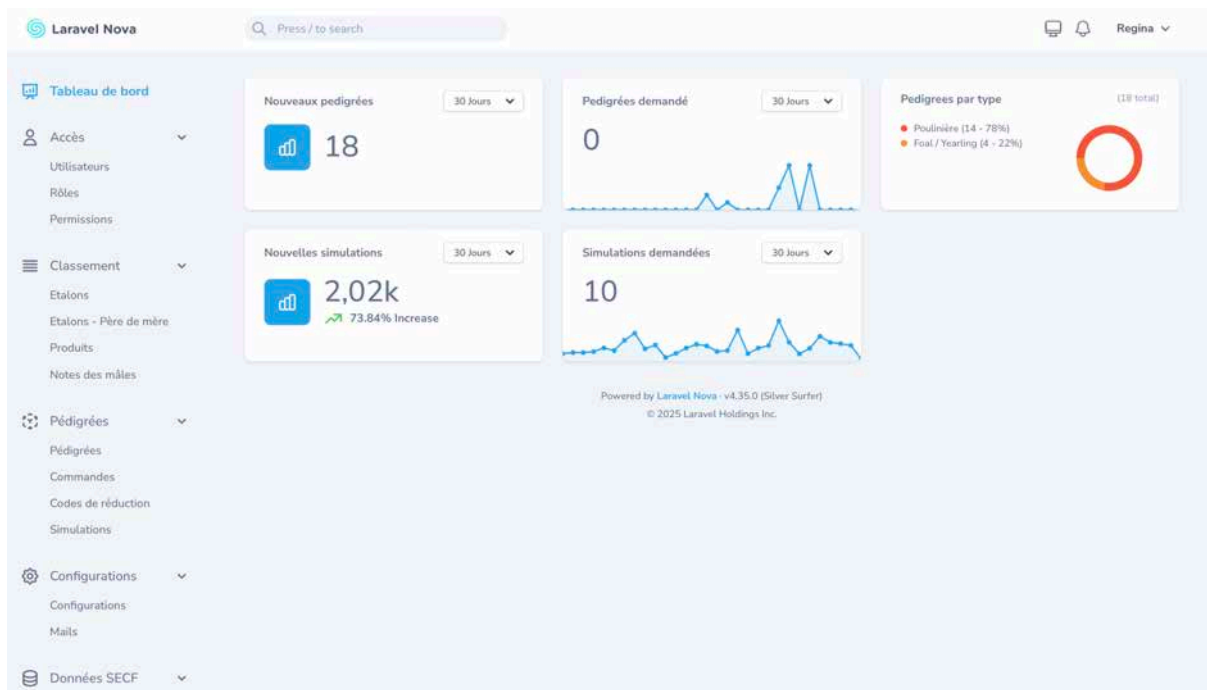 Laravel Nova
Press / to search
Regina
Tableau de bord
Accès
Utilisateurs
Rôles
Permissions
Classement
Etalons
Etalons - Père de mère
Produits
Notes des mâles
Pédigrées
Pédigrées
Commandes
Codes de réduction
Simulations
Configurations
Configurations
Mails
Données SECF
Nouveaux pedigrées
30 Jours
18
Pedigrées demandé
30 Jours
0
Pedigrees par type
(18 total)
Poulinière (14 - 78%)
Foal / Yearling (4 - 22%)
Nouvelles simulations
30 Jours
2,02k
73.84% Increase
Simulations demandées
30 Jours
10
Powered by Laravel Nova · v4.35.0 (Silver Surfer)
© 2025 Laravel Holdings Inc.